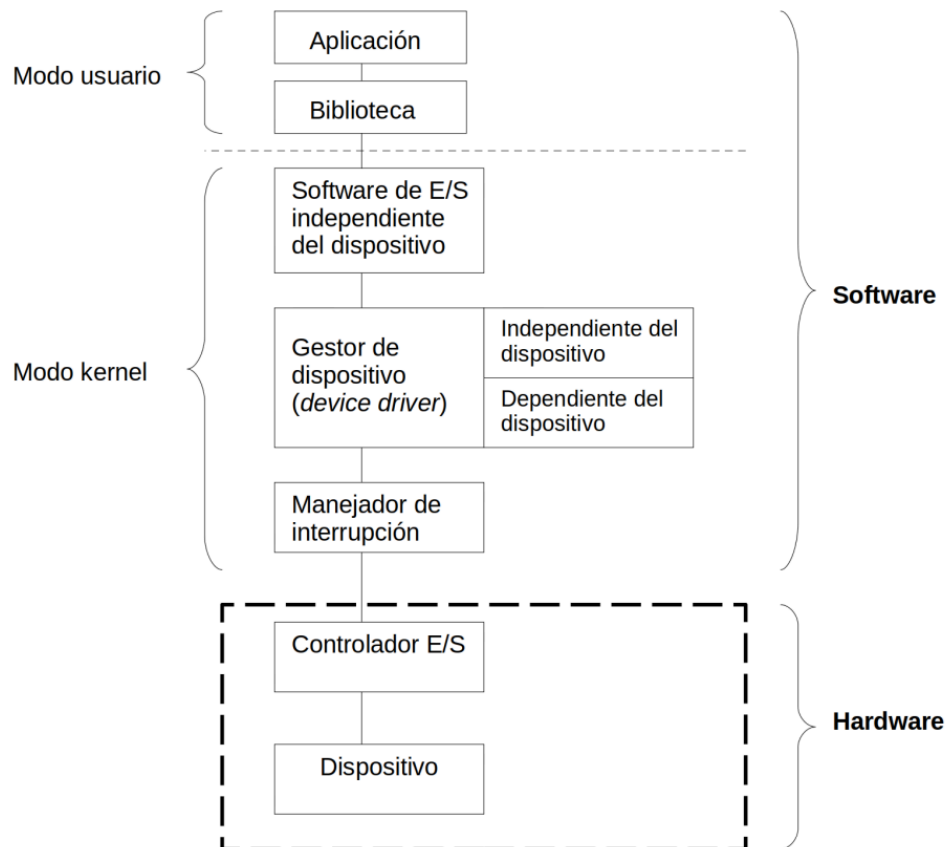 Aplicación
Modo usuario
Biblioteca
Software de E/S
independiente
del dispositivo
Software
Independiente del
dispositivo
Gestor de
dispositivo
(device driver)
Modo kernel
Dependiente del
dispositivo
Manejador de
interrupción
Controlador E/S
Hardware
Dispositivo